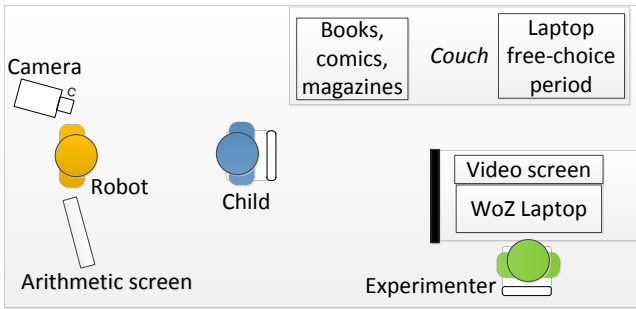 Books,
comics,
magazines
Couch
Laptop
free-choice
period
Camera
c
Robot
Child
Video screen
WoZ Laptop
Arithmetic screen
Experimenter